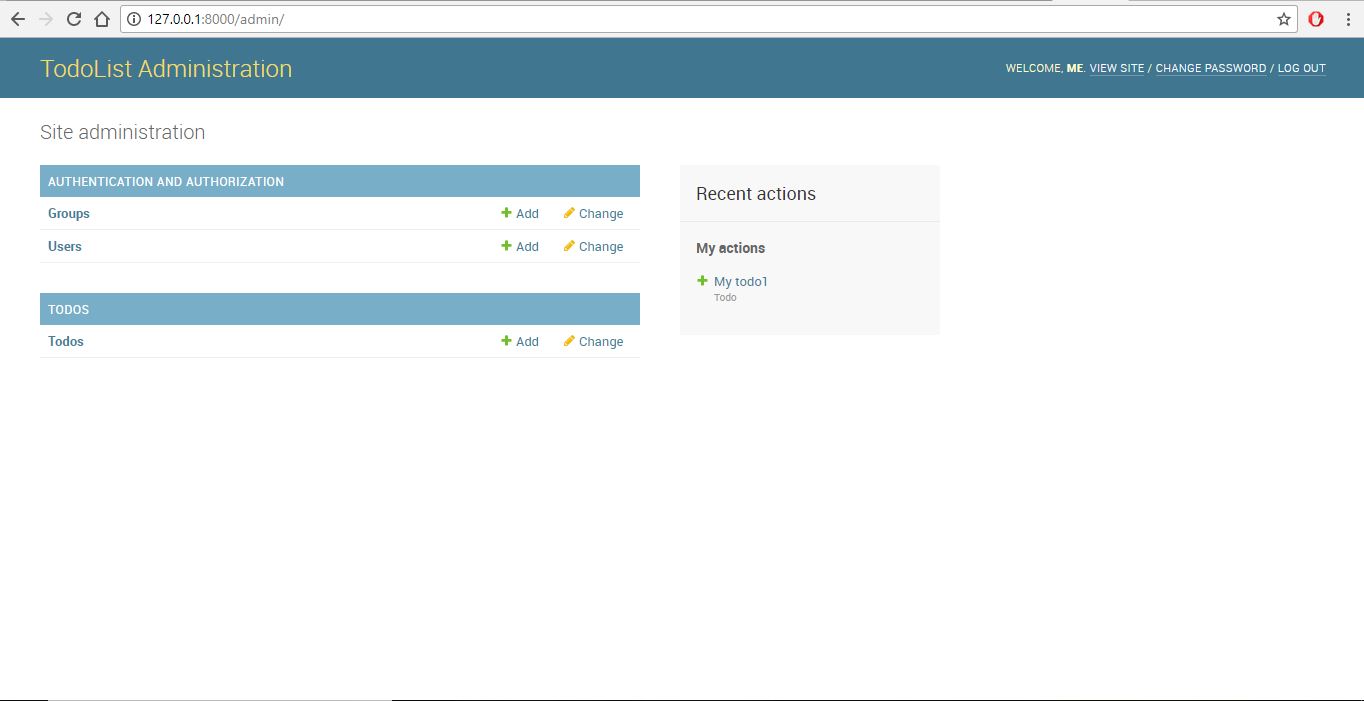 127.0.0.1:8000/admin/
TodoList Administration
WELCOME, ME. VIEW SITE / CHANGE PASSWORD / LOG OUT
Site administration
AUTHENTICATION AND AUTHORIZATION
Groups Add Change
Users Add Change
TODOS
Todos Add Change
Recent actions
My actions
My todo1
Todo